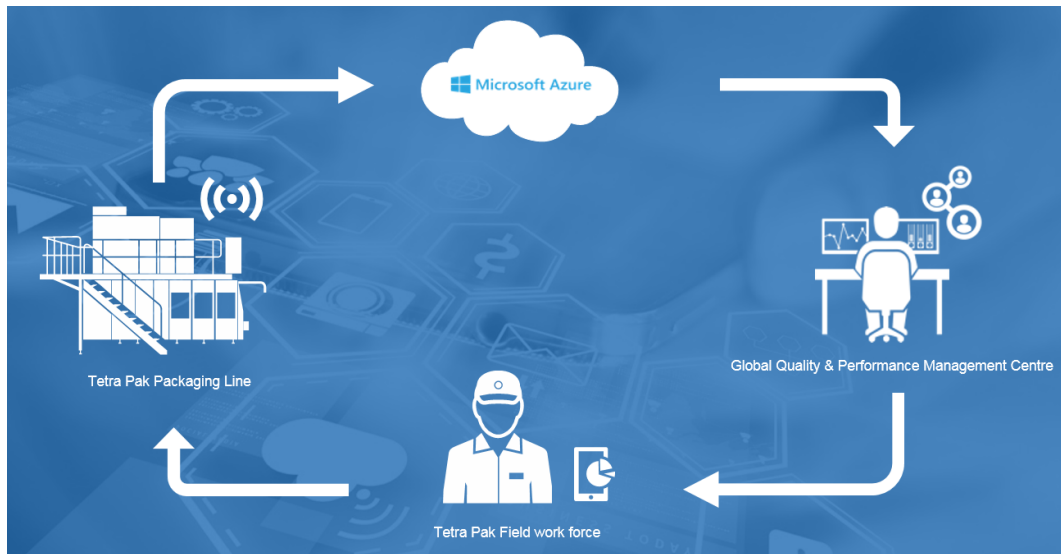 Microsoft Azure
Tetra Pak Packaging Line
Global Quality & Performance Management Centre
Tetra Pak Field work force